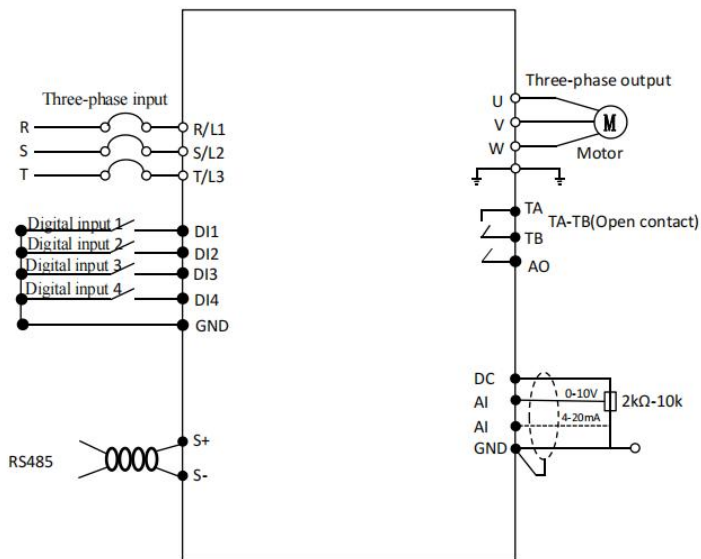 Three-phase input
R
R/L1
S
S/L2
T
T/L3
Digital input 1
DI1
Digital input 2
DI2
Digital input 3
DI3
Digital input 4
DI4
GND
RS485
S+
S-
Three-phase output
U
V
M
W
Motor
TA
TA-TB(Open contact)
TB
AO
DC
0-10V
AI
2kΩ-10k
4-20mA
AI
GND